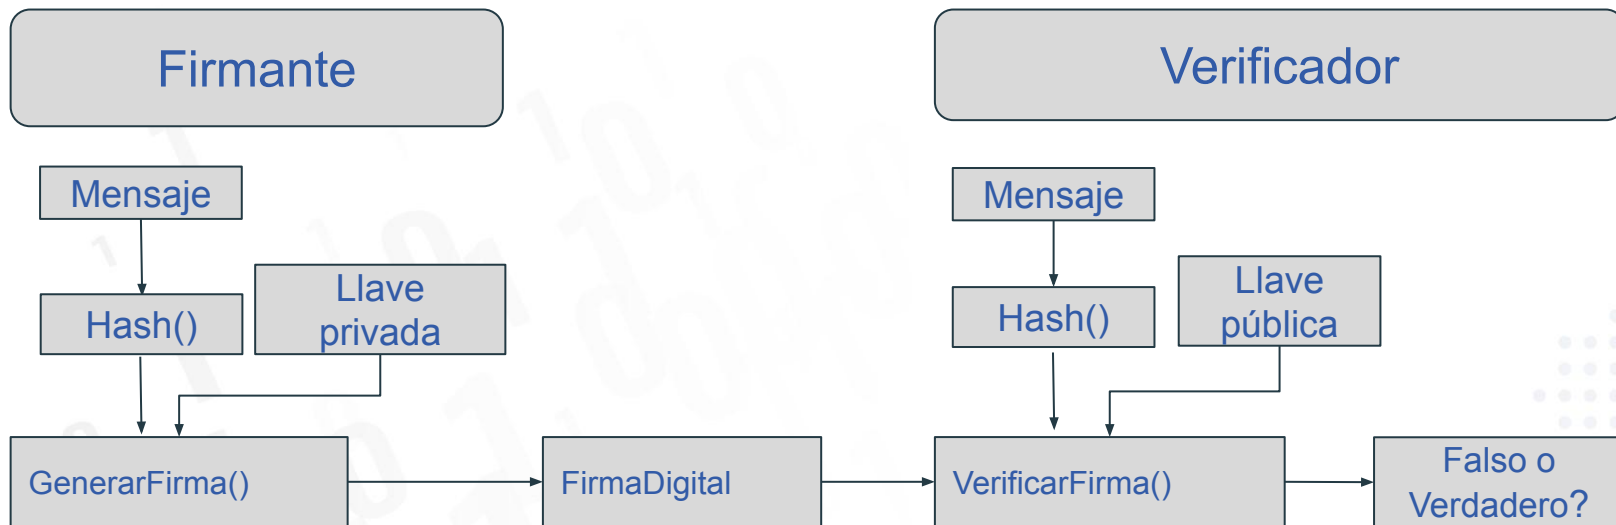 Firmante
Verificador
Mensaje
Mensaje
Hash()
Llave
privada
Hash()
Llave
pública
GenerarFirma()
FirmaDigital
VerificarFirma()
Falso o
Verdadero?